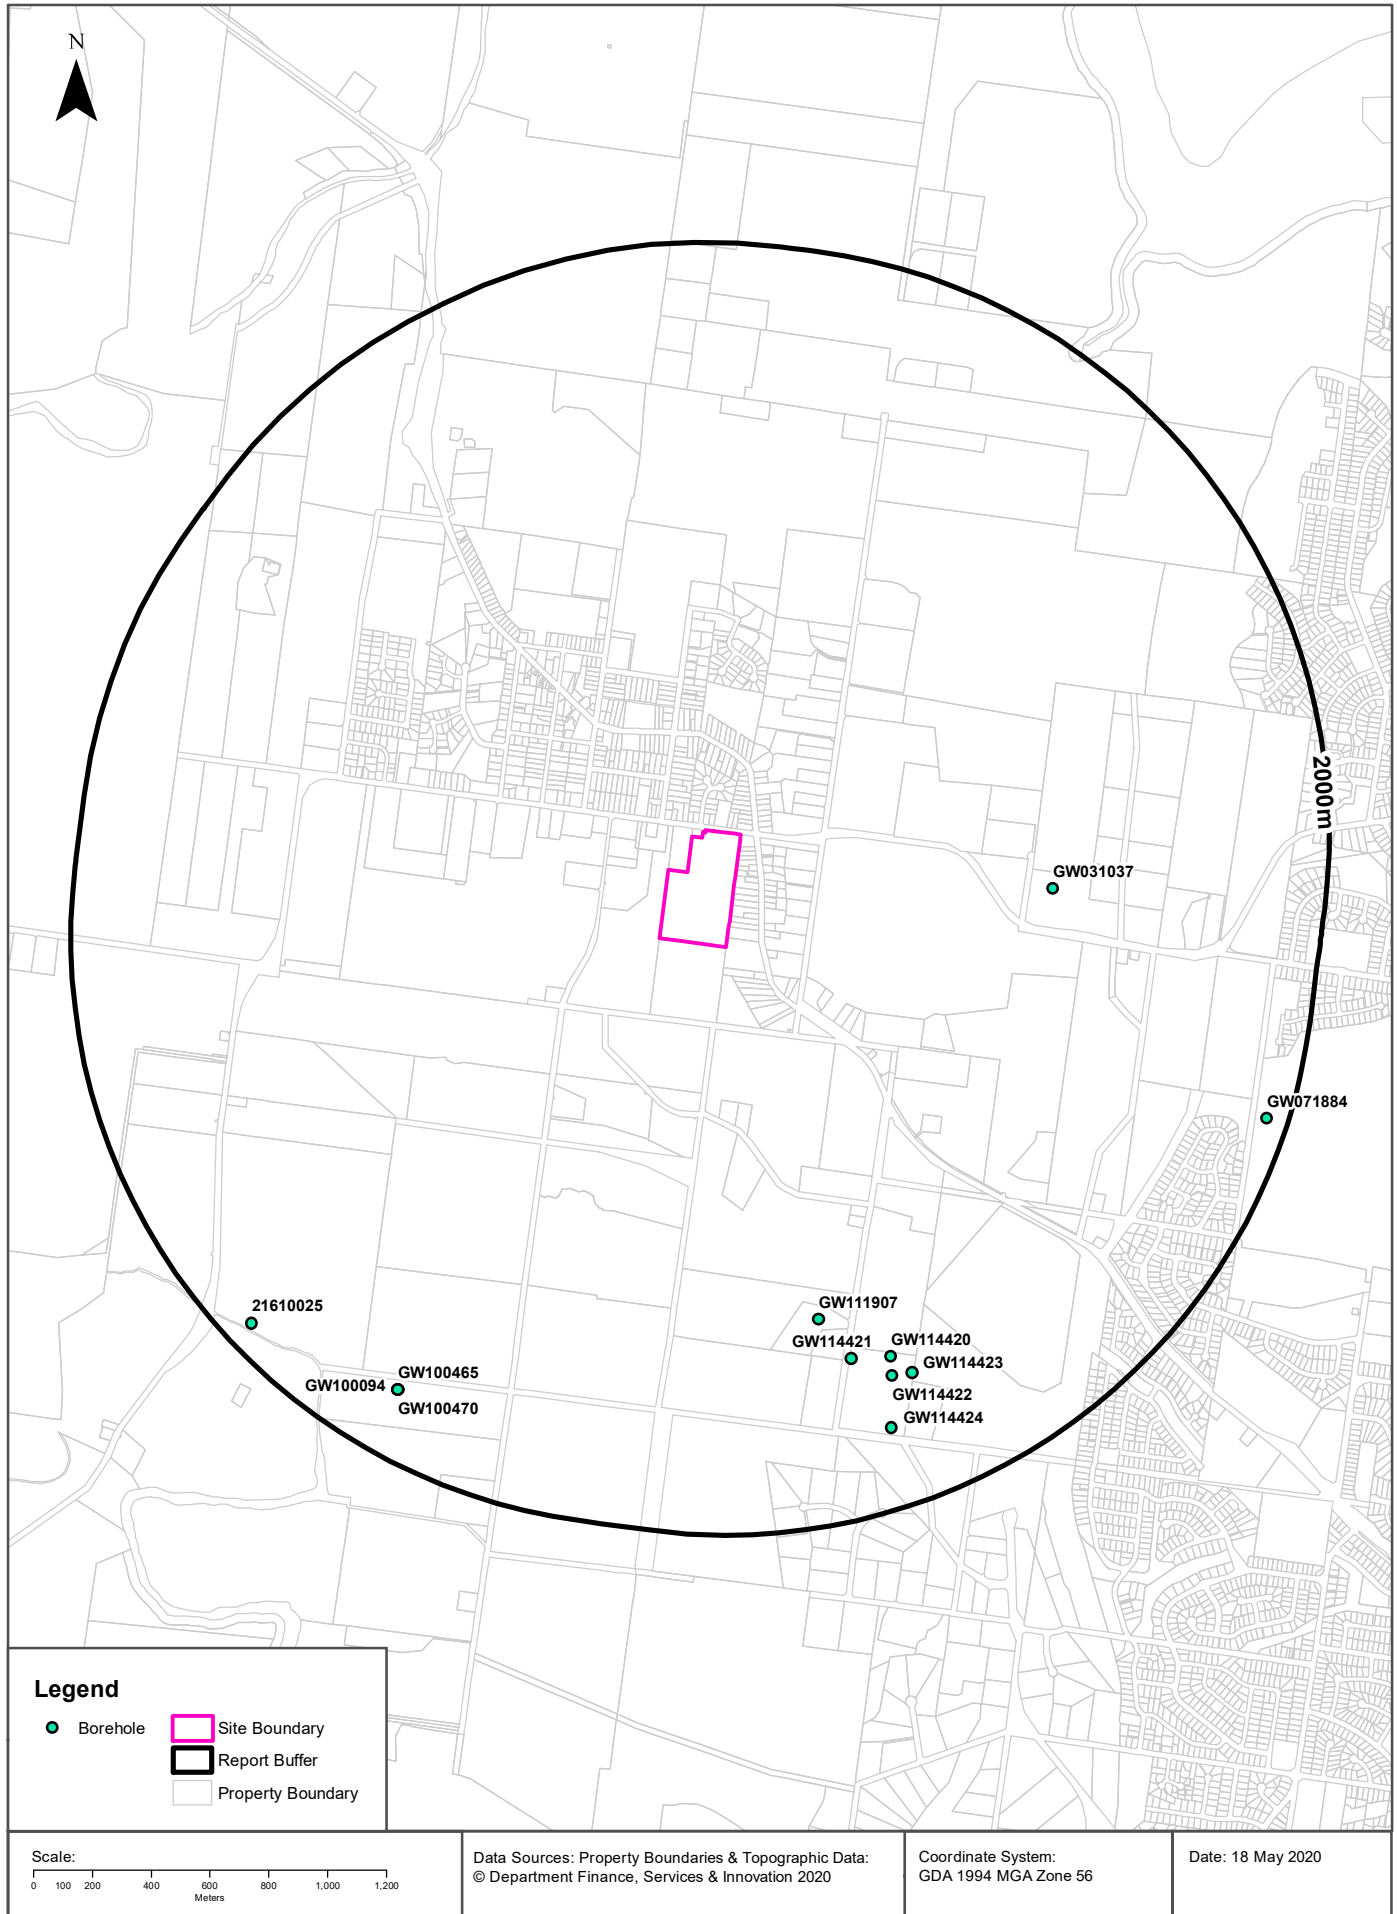 N
2000m
GW031037
GW071884
21610025
GW111907
GW114421
GW114420
GW114423
GW100465
GW100094
GW100470
GW114422
GW114424
Legend
Borehole
Site Boundary
Report Buffer
Property Boundary
Scale:
0 100 200 400 600 800 1,000 1,200
Meters
Data Sources: Property Boundaries & Topographic Data:
© Department Finance, Services & Innovation 2020
Coordinate System:
GDA 1994 MGA Zone 56
Date: 18 May 2020